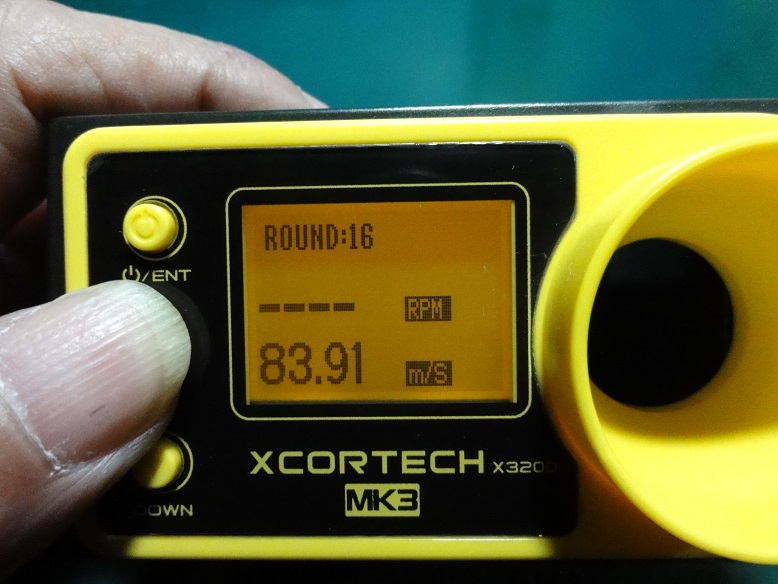 ROUND:16
---- RPM
83.91 m/S
⏻/ENT
DOWN
XCORTECH X3200
MK3